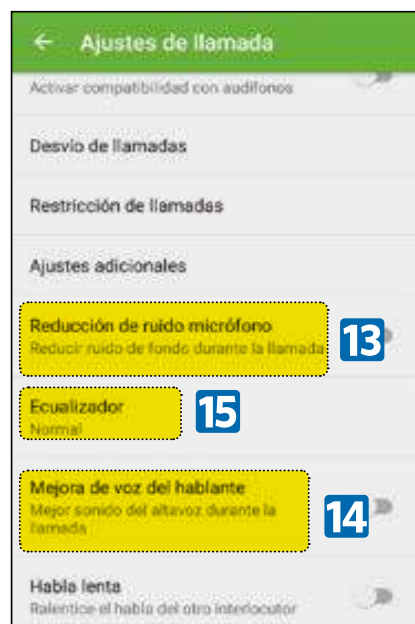 ← Ajustes de llamada
Activar compatibilidad con audífonos
Desvío de llamadas
Restricción de llamadas
Ajustes adicionales
Reducción de ruido micrófono
Reducir ruido de fondo durante la llamada
13
Ecualizador
Normal
15
Mejora de voz del hablante
Mejor sonido del altavoz durante la
llamada
14
Habla lenta
Ralentice el habla del otro interlocutor